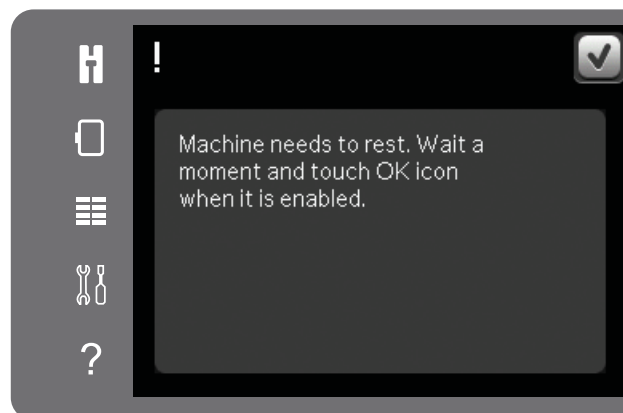 !
Machine needs to rest. Wait a
moment and touch OK icon
when it is enabled.
?